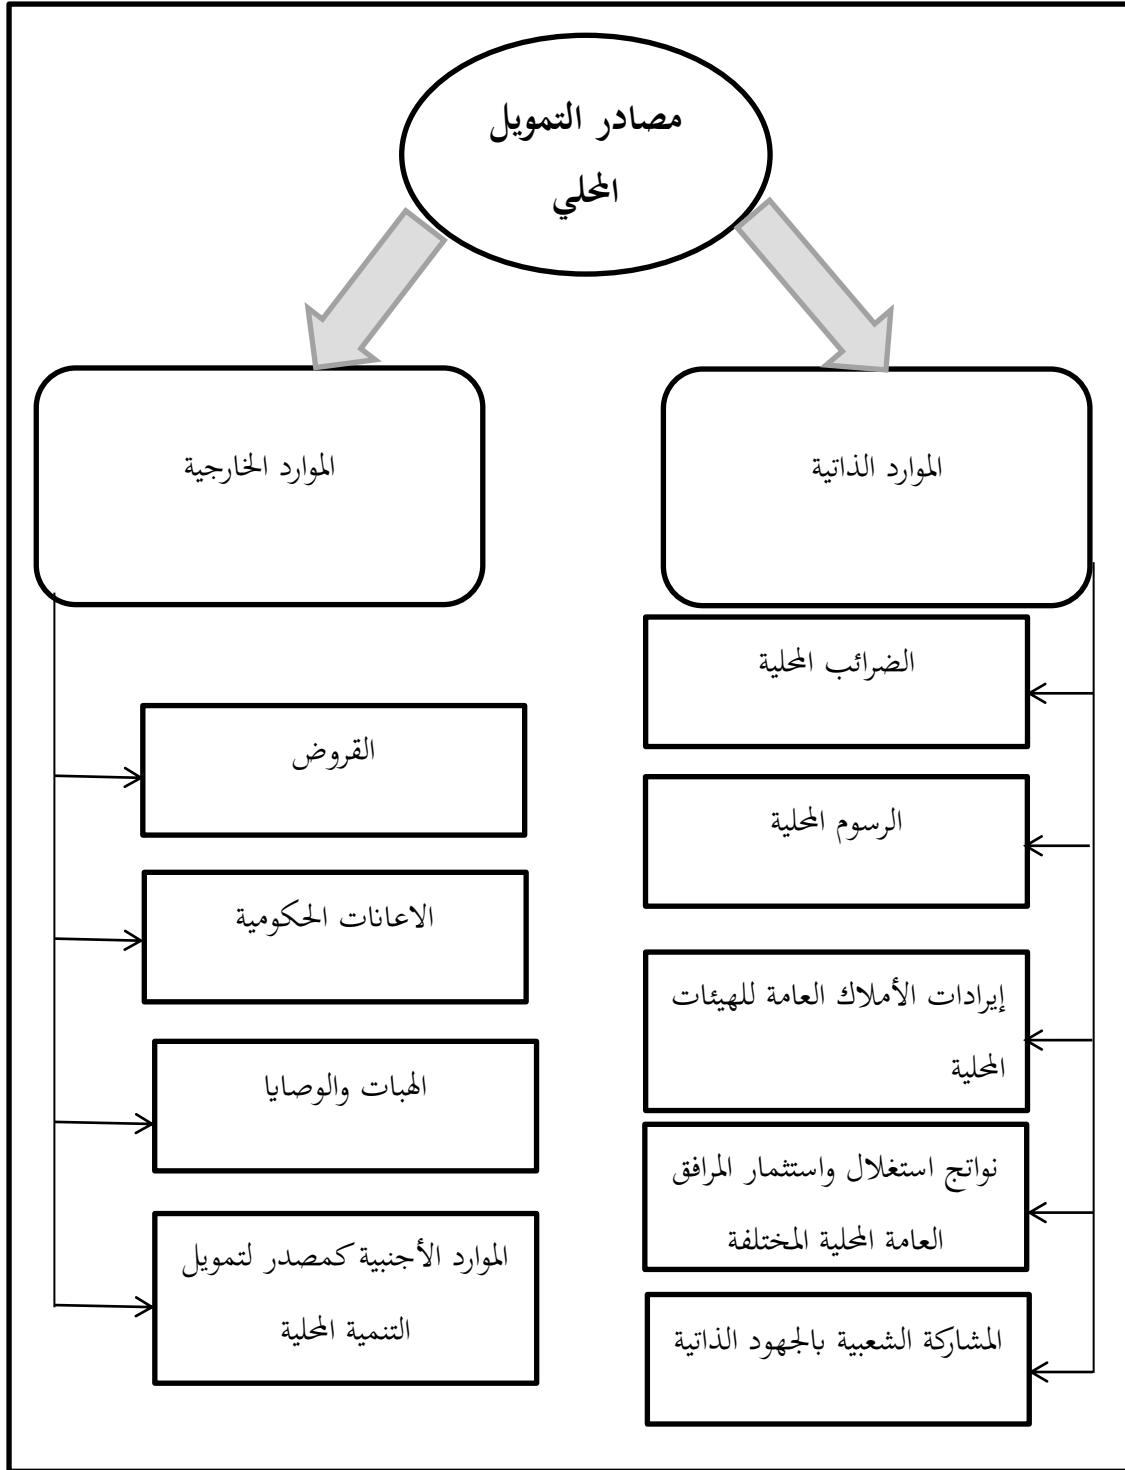 مصادر التمويل
المحلي
الموارد الذاتية
الموارد الخارجية
الضرائب المحلية
الرسوم المحلية
إيرادات الأملاك العامة للهيئات
المحلية
نواتج استغلال واستثمار المرافق
العامة المحلية المختلفة
المشاركة الشعبية بالجهود الذاتية
القروض
الاعانات الحكومية
الهبات والوصايا
الموارد الأجنبية كمصدر لتمويل
التنمية المحلية